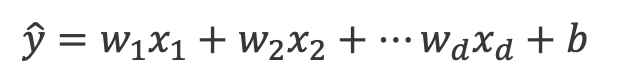 ŷ = w₁x₁ + w₂x₂ + ⋯ w_d x_d + b